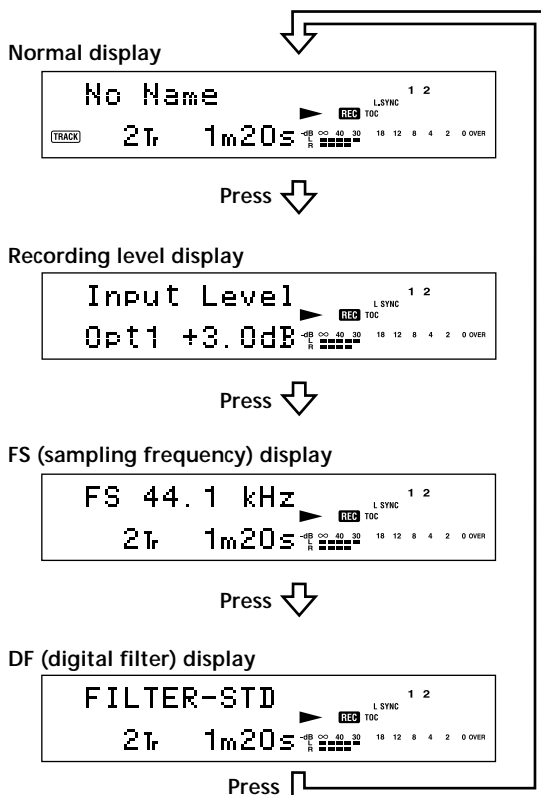 Normal display
No Name
1 2
L.SYNC
REC TOC
TRACK 2Tr 1m20s -dB ∞ 40 30 18 12 8 4 2 0 OVER
L
R
Press
Recording level display
Input Level
1 2
L SYNC
REC TOC
Opt1 +3.0dB -dB ∞ 40 30 18 12 8 4 2 0 OVER
L
R
Press
FS (sampling frequency) display
FS 44.1 kHz
1 2
L SYNC
REC TOC
2Tr 1m20s -dB ∞ 40 30 18 12 8 4 2 0 OVER
L
R
Press
DF (digital filter) display
FILTER-STD
1 2
L SYNC
REC TOC
2Tr 1m20s -dB ∞ 40 30 18 12 8 4 2 0 OVER
L
R
Press